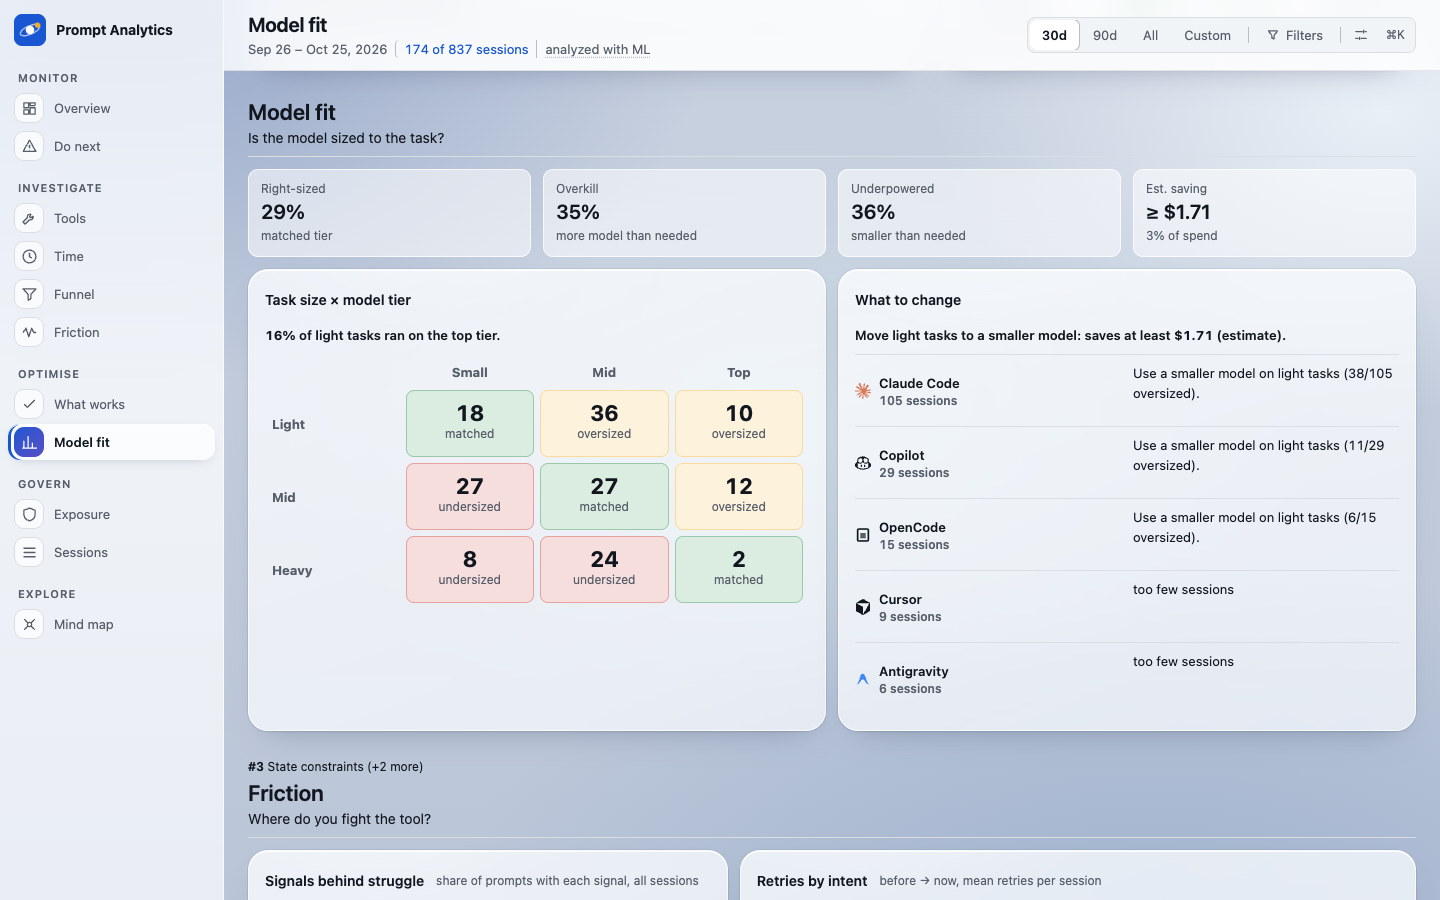 Prompt Analytics
MONITOR
Overview
Do next
INVESTIGATE
Tools
Time
Funnel
Friction
OPTIMISE
What works
Model fit
GOVERN
Exposure
Sessions
EXPLORE
Mind map
Model fit
Sep 26 – Oct 25, 2026 174 of 837 sessions analyzed with ML
30d 90d All Custom Filters ⌘K
Model fit
Is the model sized to the task?
Right-sized
29%
matched tier
Overkill
35%
more model than needed
Underpowered
36%
smaller than needed
Est. saving
≥ $1.71
3% of spend
Task size × model tier
16% of light tasks ran on the top tier.
Small Mid Top
Light
18
matched
36
oversized
10
oversized
Mid
27
undersized
27
matched
12
oversized
Heavy
8
undersized
24
undersized
2
matched
What to change
Move light tasks to a smaller model: saves at least $1.71 (estimate).
Claude Code
105 sessions
Use a smaller model on light tasks (38/105
oversized).
Copilot
29 sessions
Use a smaller model on light tasks (11/29
oversized).
OpenCode
15 sessions
Use a smaller model on light tasks (6/15
oversized).
Cursor
9 sessions
too few sessions
Antigravity
6 sessions
too few sessions
#3 State constraints (+2 more)
Friction
Where do you fight the tool?
Signals behind struggle share of prompts with each signal, all sessions
Retries by intent before → now, mean retries per session